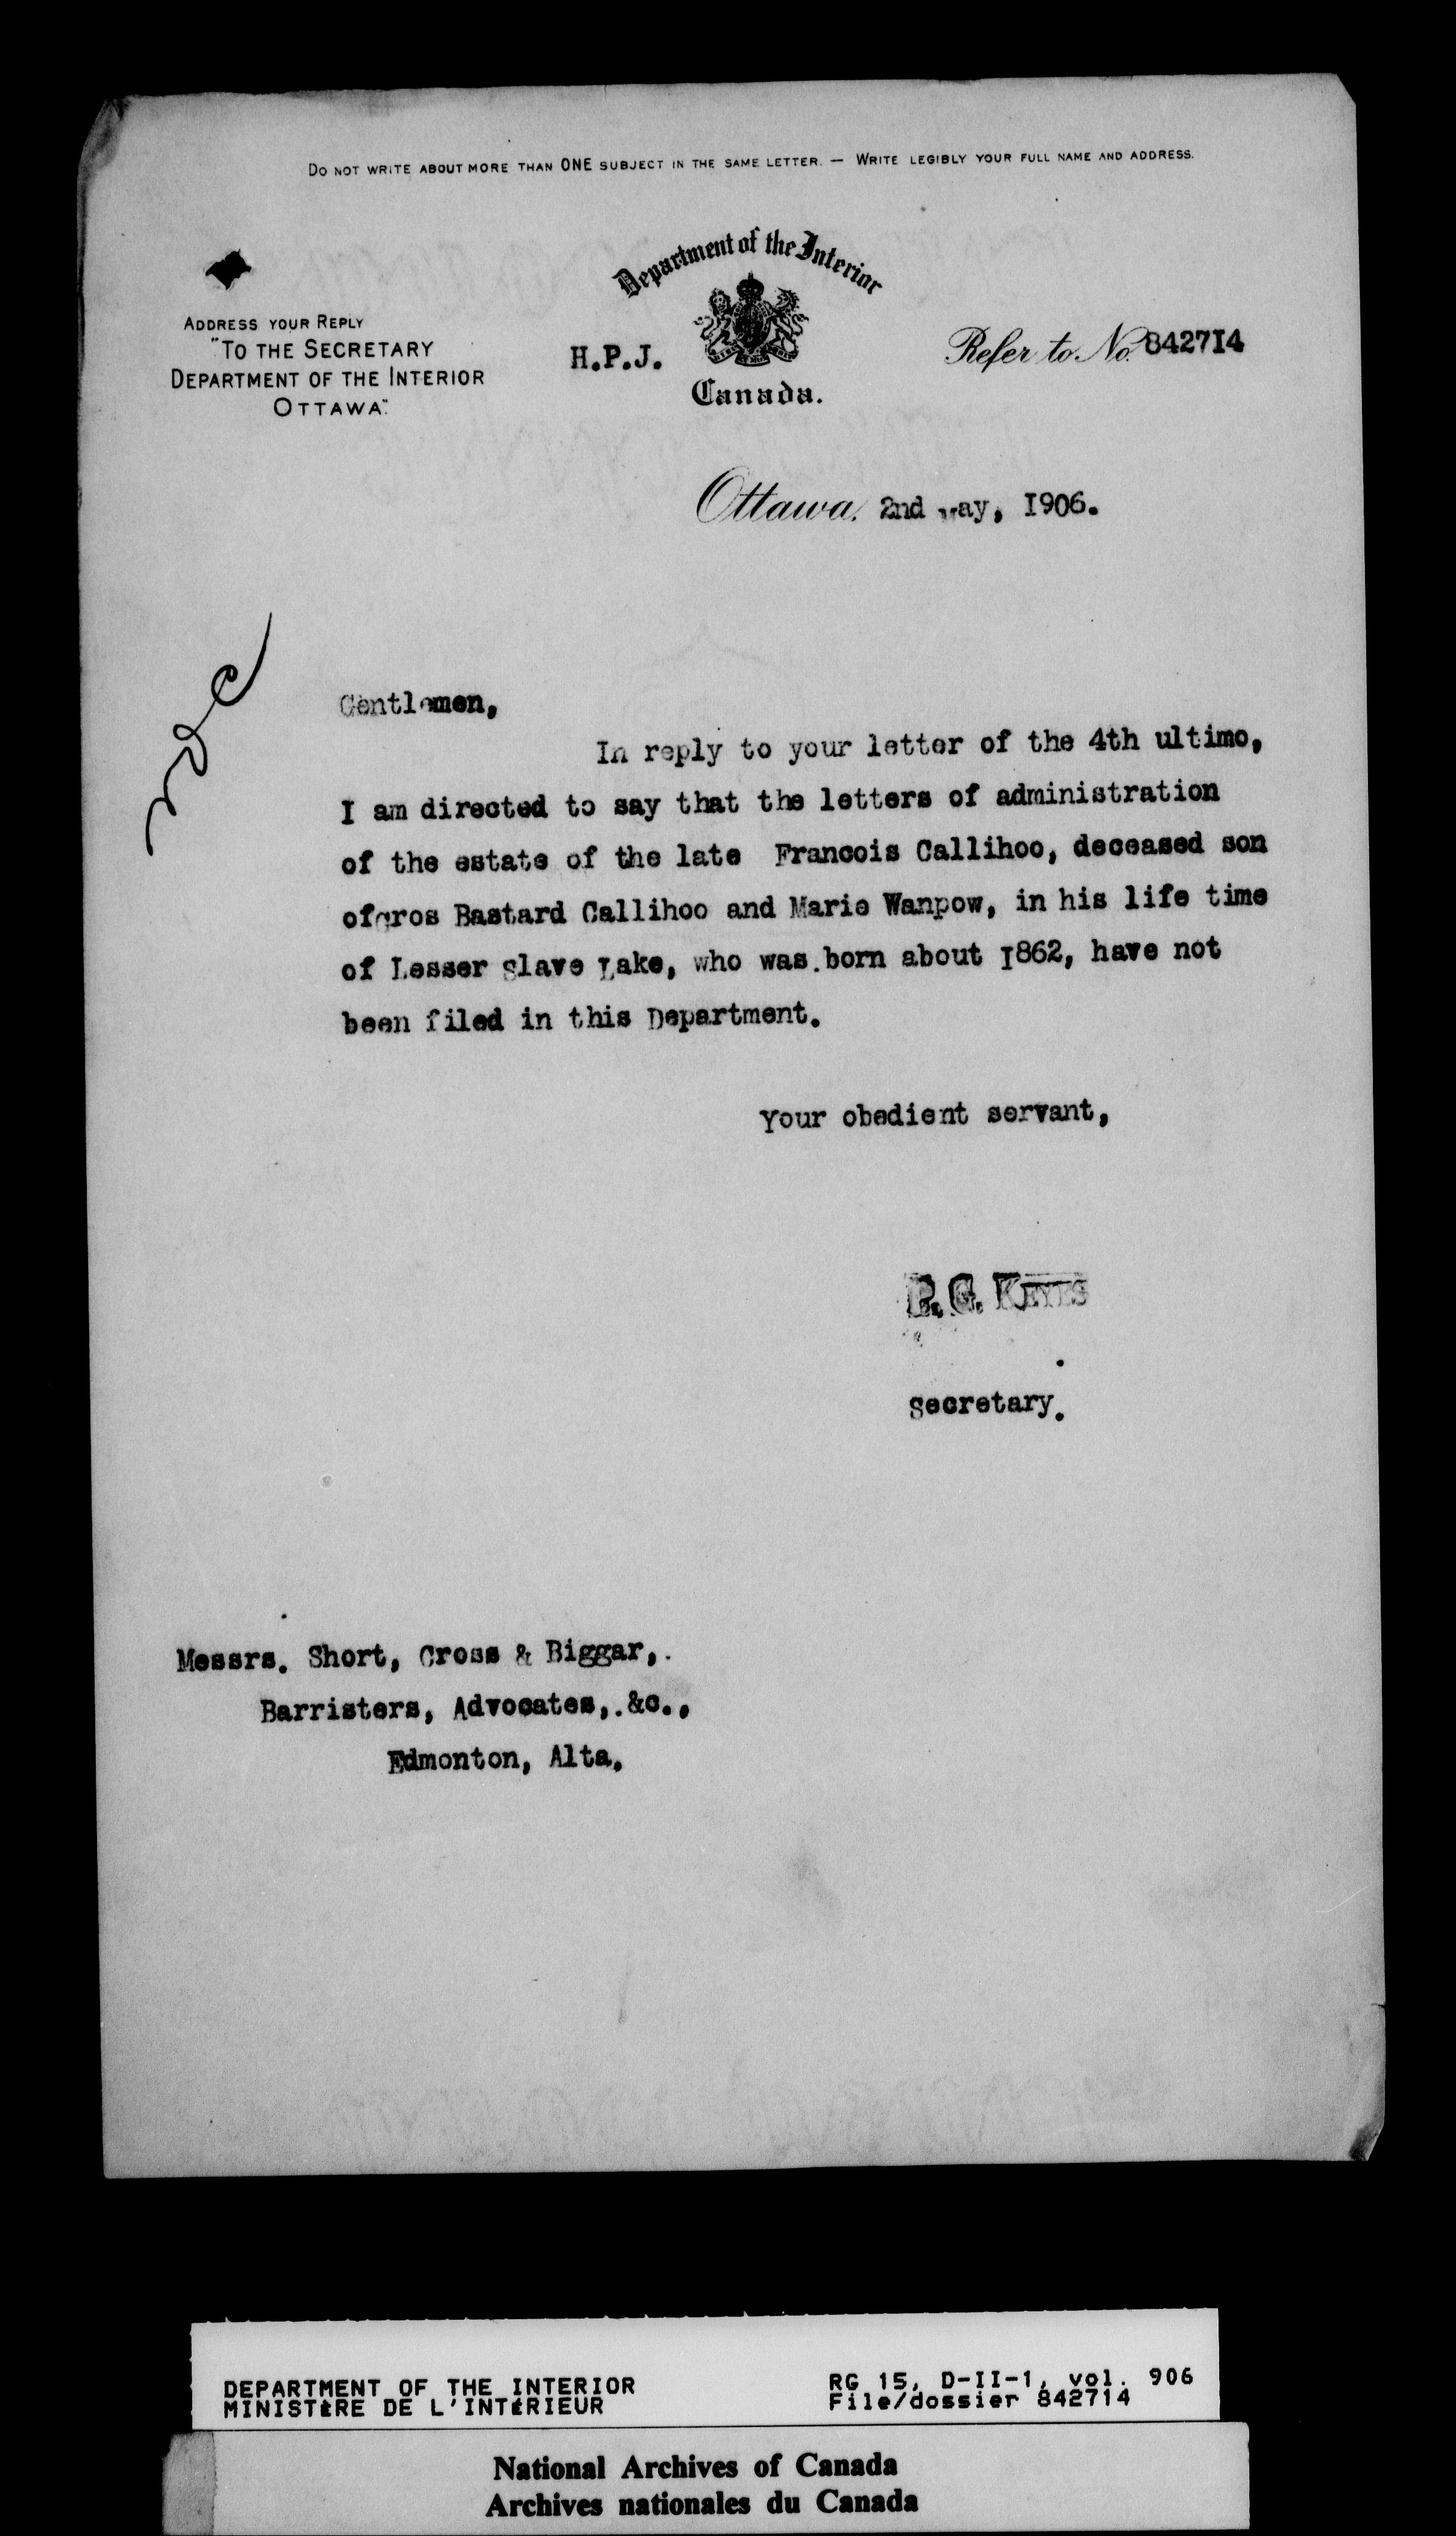 DO NOT WRITE ABOUT MORE THAN ONE SUBJECT IN THE SAME LETTER. — WRITE LEGIBLY YOUR FULL NAME AND ADDRESS.
Department of the Interior
ADDRESS YOUR REPLY
"TO THE SECRETARY
DEPARTMENT OF THE INTERIOR
OTTAWA."
H.P.J.
Canada.
Refer to No. 842714
Ottawa, 2nd May, 1906.
Gentlemen,
In reply to your letter of the 4th ultimo,
I am directed to say that the letters of administration
of the estate of the late Francois Callihoo, deceased son
of Gros Bastard Callihoo and Marie Wanpow, in his life time
of Lesser Slave Lake, who was.born about 1862, have not
been filed in this Department.
Your obedient servant,
P. G. KEYES
Secretary.
Messrs. Short, Cross & Biggar,.
Barristers, Advocates,.&c.,
Edmonton, Alta.
DEPARTMENT OF THE INTERIOR
MINISTÈRE DE L'INTÉRIEUR
RG 15, D-II-1, vol. 906
File/dossier 842714
National Archives of Canada
Archives nationales du Canada